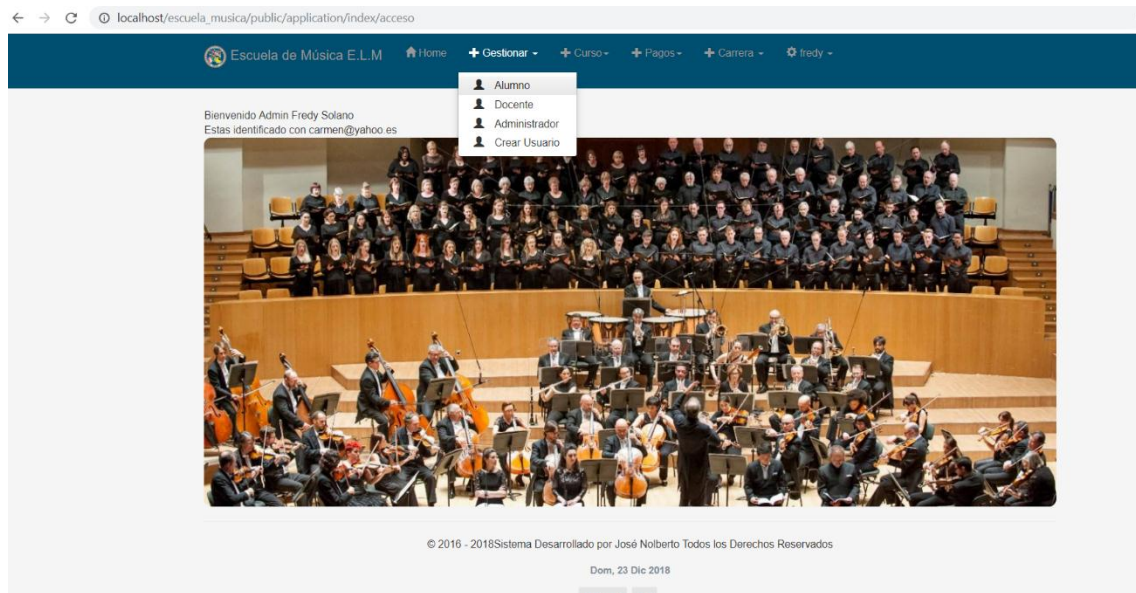 localhost/escuela_musica/public/application/index/acceso
Escuela de Música E.L.M Home Gestionar Curso Pagos Carrera fredy
Alumno
Docente
Administrador
Crear Usuario
Bienvenido Admin Fredy Solano
Estas identificado con carmen@yahoo.es
© 2016 - 2018Sistema Desarrollado por José Nolberto Todos los Derechos Reservados
Dom, 23 Dic 2018